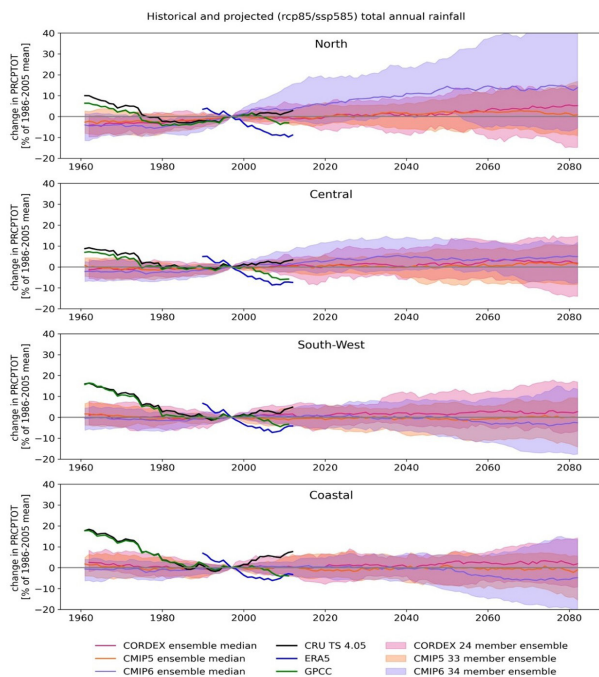 Historical and projected (rcp85/ssp585) total annual rainfall
North
change in PRCPTOT
[% of 1986-2005 mean]
40
30
20
10
0
−10
−20
1960 1980 2000 2020 2040 2060 2080
Central
change in PRCPTOT
[% of 1986-2005 mean]
40
30
20
10
0
−10
−20
1960 1980 2000 2020 2040 2060 2080
South-West
change in PRCPTOT
[% of 1986-2005 mean]
40
30
20
10
0
−10
−20
1960 1980 2000 2020 2040 2060 2080
Coastal
change in PRCPTOT
[% of 1986-2005 mean]
40
30
20
10
0
−10
−20
1960 1980 2000 2020 2040 2060 2080
CORDEX ensemble median CRU TS 4.05 CORDEX 24 member ensemble
CMIP5 ensemble median ERA5 CMIP5 33 member ensemble
CMIP6 ensemble median GPCC CMIP6 34 member ensemble